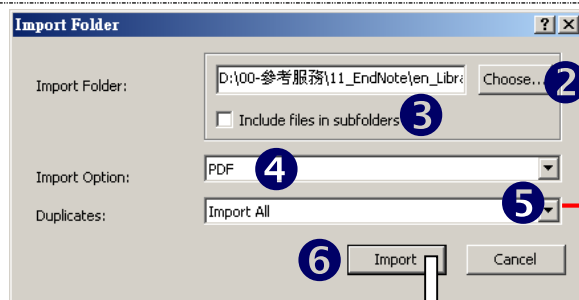 Import Folder
Import Folder: D:\00-參考服務\11_EndNote\en_Libra Choose... 2
Include files in subfolders 3
Import Option: PDF 4
Duplicates: Import All 5
6 Import Cancel